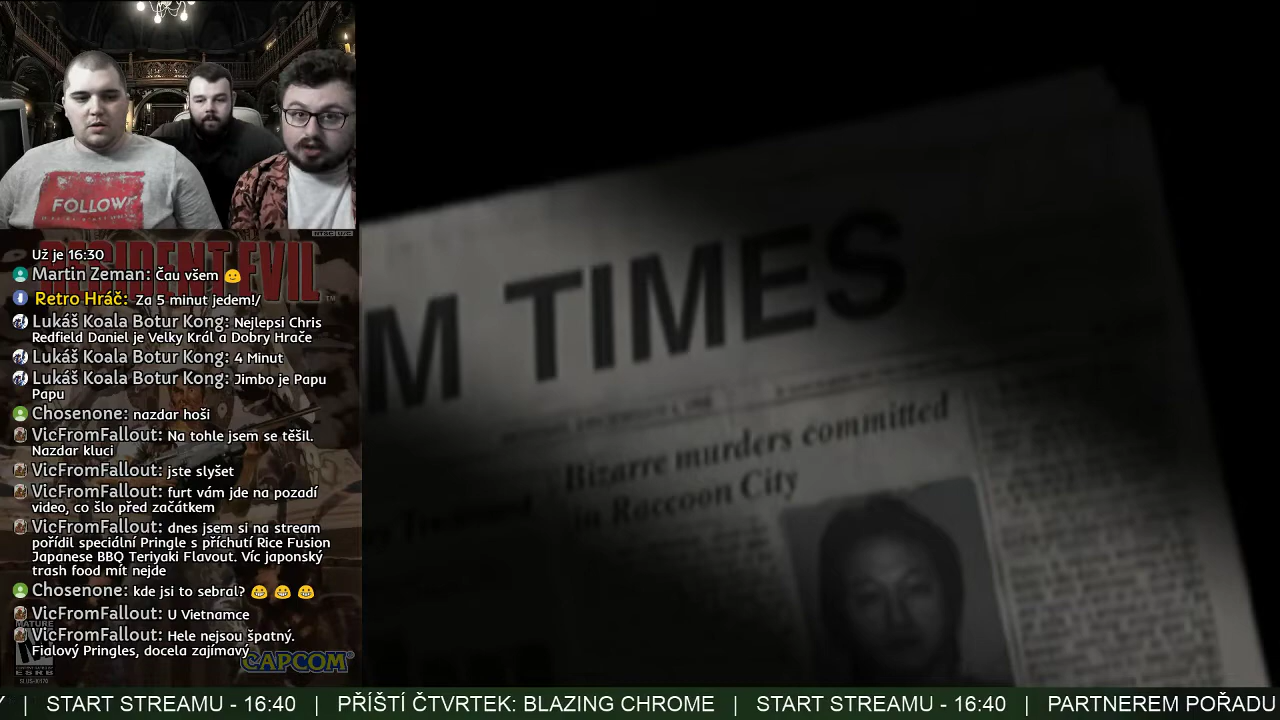 FOLLOW
RESIDENT EVIL
TM
Už je 16:30
Martin Zeman: Čau všem
Retro Hráč: Za 5 minut jedem!/
Lukáš Koala Botur Kong: Nejlepsi Chris
Redfield Daniel je Velky Král a Dobry Hrače
Lukáš Koala Botur Kong: 4 Minut
Lukáš Koala Botur Kong: Jimbo je Papu
Papu
Chosenone: nazdar hoši
VicFromFallout: Na tohle jsem se těšil.
Nazdar kluci
VicFromFallout: jste slyšet
VicFromFallout: furt vám jde na pozadí
video, co šlo před začátkem
VicFromFallout: dnes jsem si na stream
pořídil speciální Pringle s příchutí Rice Fusion
Japanese BBQ Teriyaki Flavout. Víc japonský
trash food mít nejde
Chosenone: kde jsi to sebral?
VicFromFallout: U Vietnamce
VicFromFallout: Hele nejsou špatný.
Fialový Pringles, docela zajímavý
MATURE
ESRB
CAPCOM
M TIMES
Bizarre murders committed
in Raccoon City
Y | START STREAMU - 16:40 | PŘÍŠTÍ ČTVRTEK: BLAZING CHROME | START STREAMU - 16:40 | PARTNEREM POŘADU